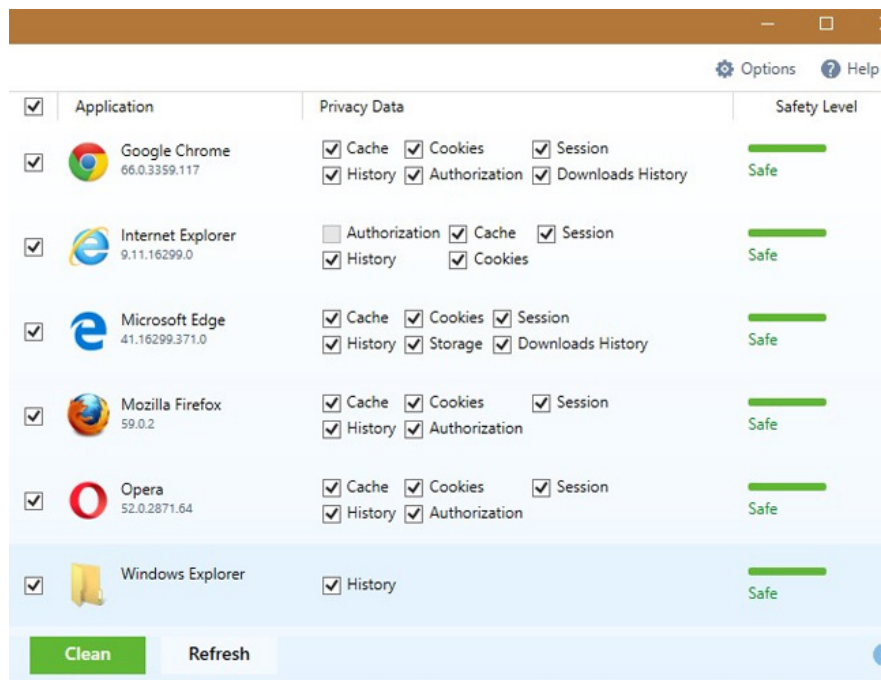 Options Help
Application Privacy Data Safety Level
Google Chrome Cache Cookies Session
66.0.3359.117 History Authorization Downloads History Safe
Internet Explorer Authorization Cache Session
9.11.16299.0 History Cookies Safe
Microsoft Edge Cache Cookies Session
41.16299.371.0 History Storage Downloads History Safe
Mozilla Firefox Cache Cookies Session
59.0.2 History Authorization Safe
Opera Cache Cookies Session
52.0.2871.64 History Authorization Safe
Windows Explorer History Safe
Clean Refresh